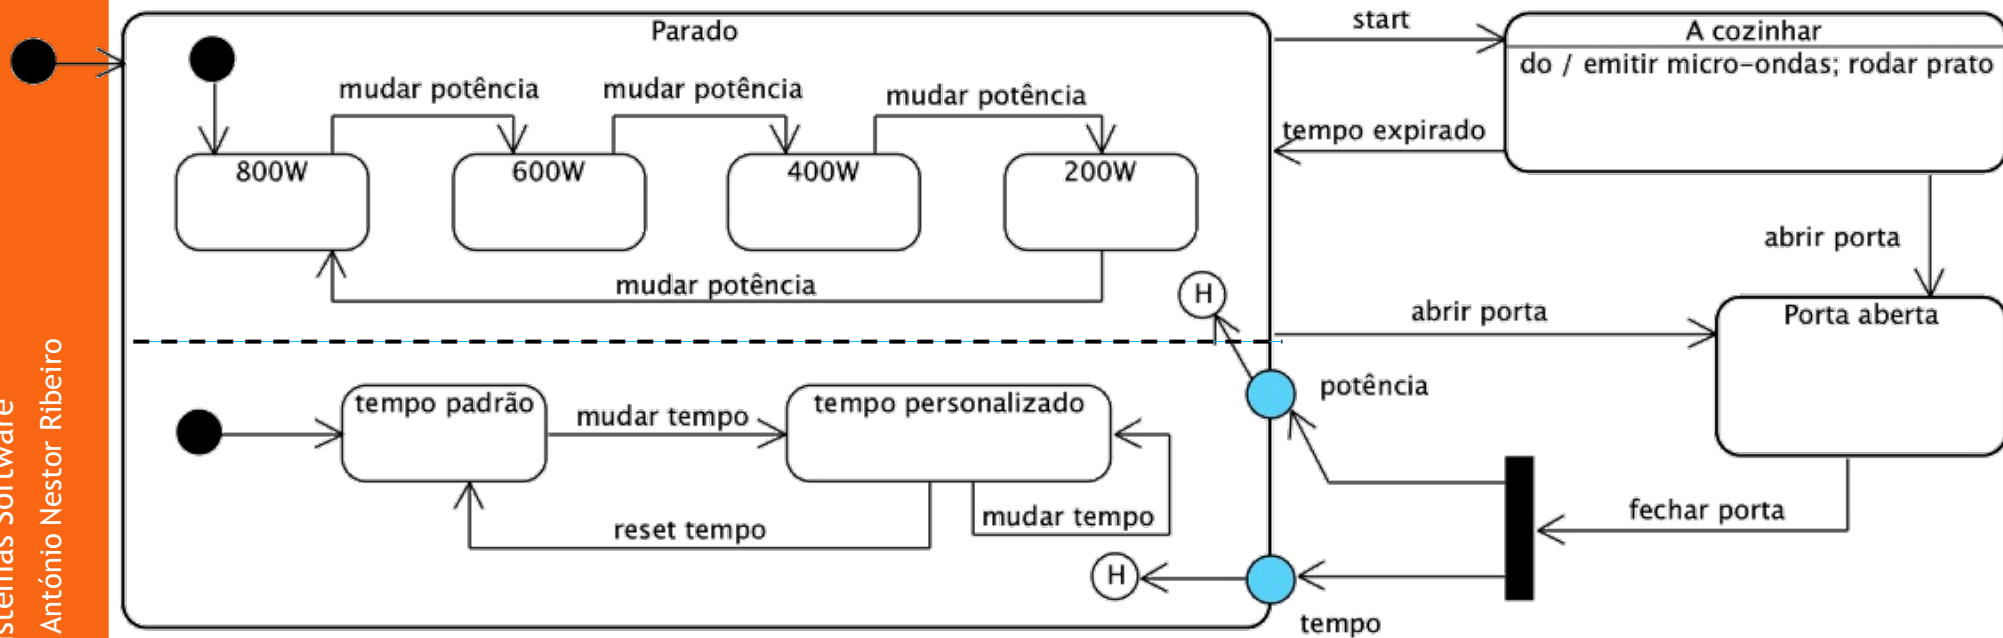 Parado
mudar potência
mudar potência
mudar potência
800W
600W
400W
200W
mudar potência
H
tempo padrão
mudar tempo
tempo personalizado
reset tempo
mudar tempo
H
start
A cozinhar
do / emitir micro-ondas; rodar prato
tempo expirado
abrir porta
abrir porta
Porta aberta
potência
fechar porta
tempo
stemas Software
António Nestor Ribeiro